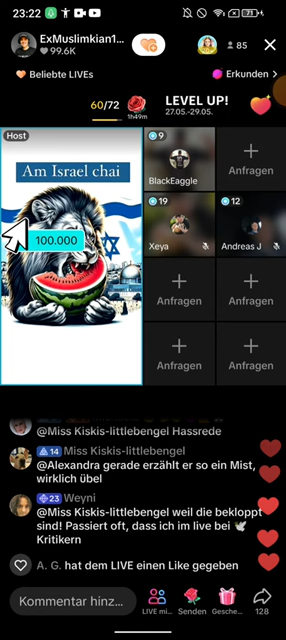 23:22
71
ExMuslimkian1...
99.6K
85
Beliebte LIVEs
Erkunden >
60/72
1h49m
LEVEL UP!
27.05.-29.05.
Host
Am Israel chai
100.000
9
BlackEaggle
Anfragen
19
Xeya
12
Andreas J
Anfragen
Anfragen
Anfragen
Anfragen
@Miss Kiskis-littlebengel Hassrede
14 Miss Kiskis-littlebengel
@Alexandra gerade erzählt er so ein Mist,
wirklich übel
23 Weyni
@Miss Kiskis-littlebengel weil die bekloppt
sind! Passiert oft, dass ich im live bei 🕊
Kritikern
A. G. hat dem LIVE einen Like gegeben
Kommentar hinz...
LIVE mi...
Senden
Gesche...
128